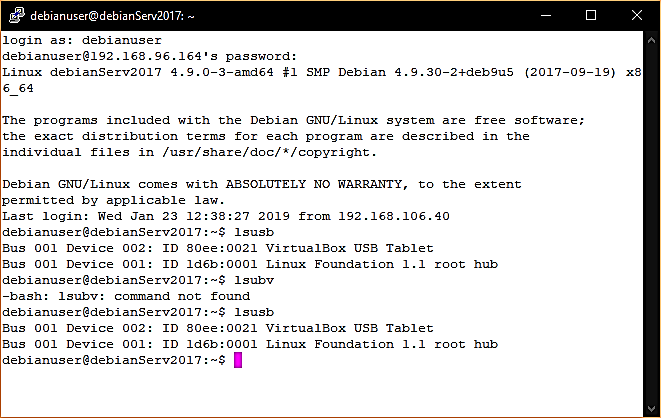 debianuser@debianServ2017: ~
login as: debianuser
debianuser@192.168.96.164's password:
Linux debianServ2017 4.9.0-3-amd64 #1 SMP Debian 4.9.30-2+deb9u5 (2017-09-19) x8
6_64
The programs included with the Debian GNU/Linux system are free software;
the exact distribution terms for each program are described in the
individual files in /usr/share/doc/*/copyright.
Debian GNU/Linux comes with ABSOLUTELY NO WARRANTY, to the extent
permitted by applicable law.
Last login: Wed Jan 23 12:38:27 2019 from 192.168.106.40
debianuser@debianServ2017:~$ lsusb
Bus 001 Device 002: ID 80ee:0021 VirtualBox USB Tablet
Bus 001 Device 001: ID 1d6b:0001 Linux Foundation 1.1 root hub
debianuser@debianServ2017:~$ lsubv
-bash: lsubv: command not found
debianuser@debianServ2017:~$ lsusb
Bus 001 Device 002: ID 80ee:0021 VirtualBox USB Tablet
Bus 001 Device 001: ID 1d6b:0001 Linux Foundation 1.1 root hub
debianuser@debianServ2017:~$